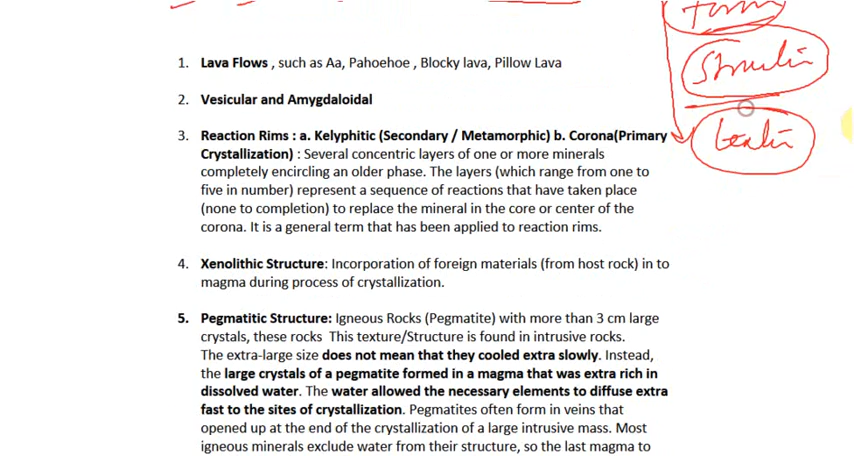 Form
Structure
Texture
1. Lava Flows , such as Aa, Pahoehoe , Blocky lava, Pillow Lava
2. Vesicular and Amygdaloidal
3. Reaction Rims : a. Kelyphitic (Secondary / Metamorphic) b. Corona(Primary
Crystallization) : Several concentric layers of one or more minerals
completely encircling an older phase. The layers (which range from one to
five in number) represent a sequence of reactions that have taken place
(none to completion) to replace the mineral in the core or center of the
corona. It is a general term that has been applied to reaction rims.
4. Xenolithic Structure: Incorporation of foreign materials (from host rock) in to
magma during process of crystallization.
5. Pegmatitic Structure: Igneous Rocks (Pegmatite) with more than 3 cm large
crystals, these rocks This texture/Structure is found in intrusive rocks.
The extra-large size does not mean that they cooled extra slowly. Instead,
the large crystals of a pegmatite formed in a magma that was extra rich in
dissolved water. The water allowed the necessary elements to diffuse extra
fast to the sites of crystallization. Pegmatites often form in veins that
opened up at the end of the crystallization of a large intrusive mass. Most
igneous minerals exclude water from their structure, so the last magma to